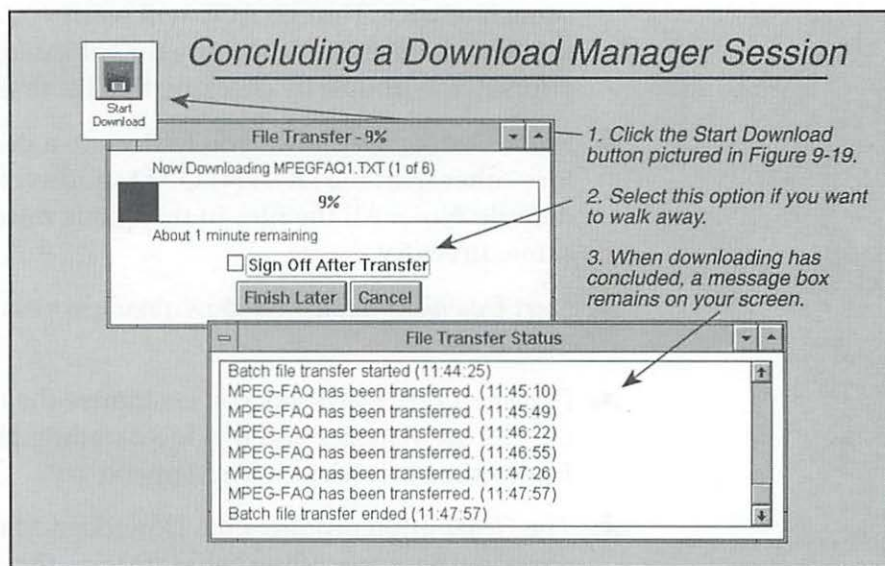 Concluding a Download Manager Session
Start
Download
File Transfer - 9%
Now Downloading MPEGFAQ1.TXT (1 of 6)
9%
About 1 minute remaining
Sign Off After Transfer
Finish Later
Cancel
1. Click the Start Download
button pictured in Figure 9-19.
2. Select this option if you want
to walk away.
3. When downloading has
concluded, a message box
remains on your screen.
File Transfer Status
Batch file transfer started (11:44:25)
MPEG-FAQ has been transferred. (11:45:10)
MPEG-FAQ has been transferred. (11:45:49)
MPEG-FAQ has been transferred. (11:46:22)
MPEG-FAQ has been transferred. (11:46:55)
MPEG-FAQ has been transferred. (11:47:26)
MPEG-FAQ has been transferred. (11:47:57)
Batch file transfer ended (11:47:57)